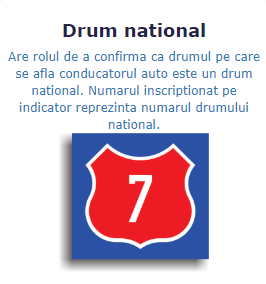 Drum national
Are rolul de a confirma ca drumul pe care
se afla conducatorul auto este un drum
national. Numarul inscriptionat pe
indicator reprezinta numarul drumului
national.
7